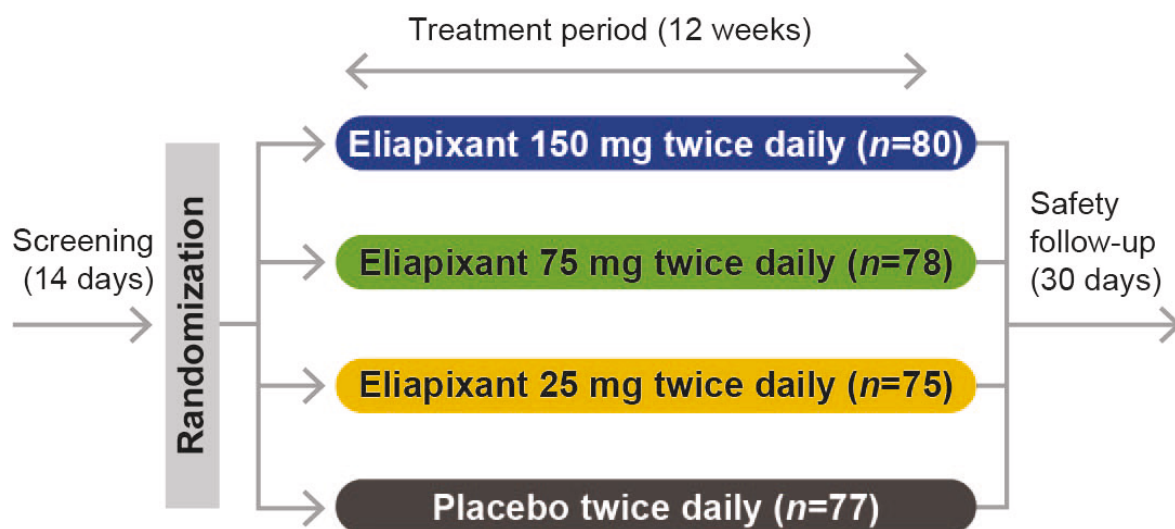 Treatment period (12 weeks)
Screening
(14 days)
Randomization
Eliapixant 150 mg twice daily (n=80)
Eliapixant 75 mg twice daily (n=78)
Eliapixant 25 mg twice daily (n=75)
Placebo twice daily (n=77)
Safety
follow-up
(30 days)